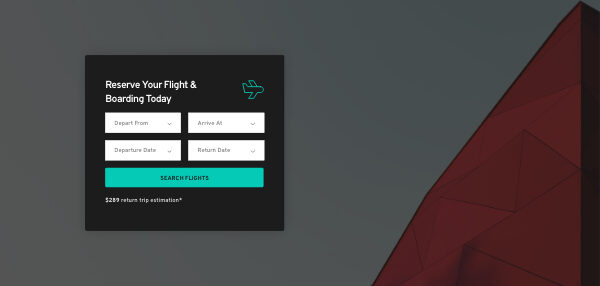 Reserve Your Flight &
Boarding Today
Depart From
Arrive At
Departure Date
Return Date
SEARCH FLIGHTS
$289 return trip estimation*